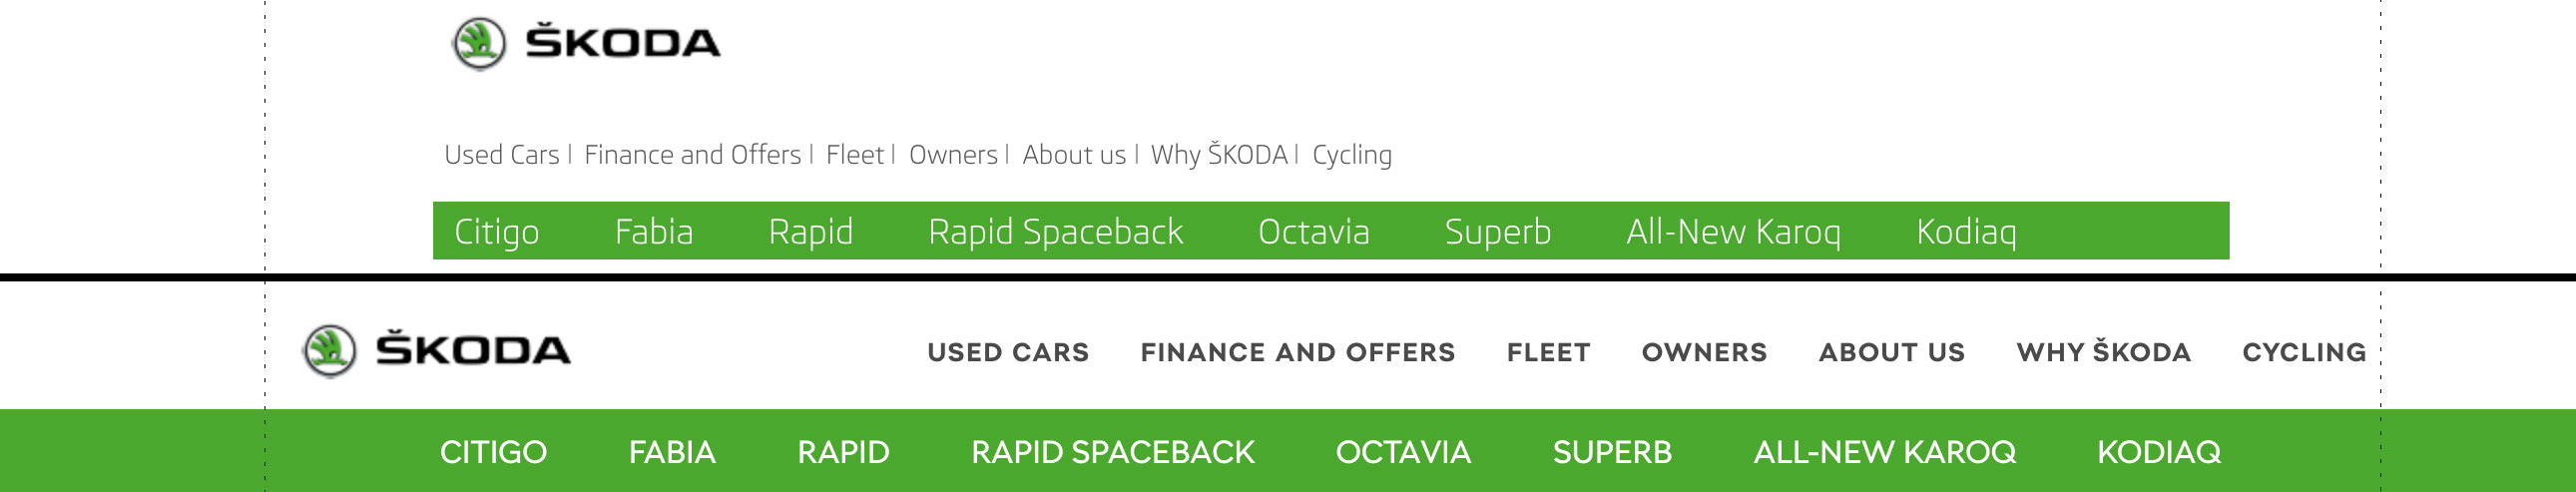 ŠKODA
Used Cars | Finance and Offers | Fleet | Owners | About us | Why ŠKODA | Cycling
Citigo Fabia Rapid Rapid Spaceback Octavia Superb All-New Karoq Kodiaq
ŠKODA USED CARS FINANCE AND OFFERS FLEET OWNERS ABOUT US WHY ŠKODA CYCLING
CITIGO FABIA RAPID RAPID SPACEBACK OCTAVIA SUPERB ALL-NEW KAROQ KODIAQ